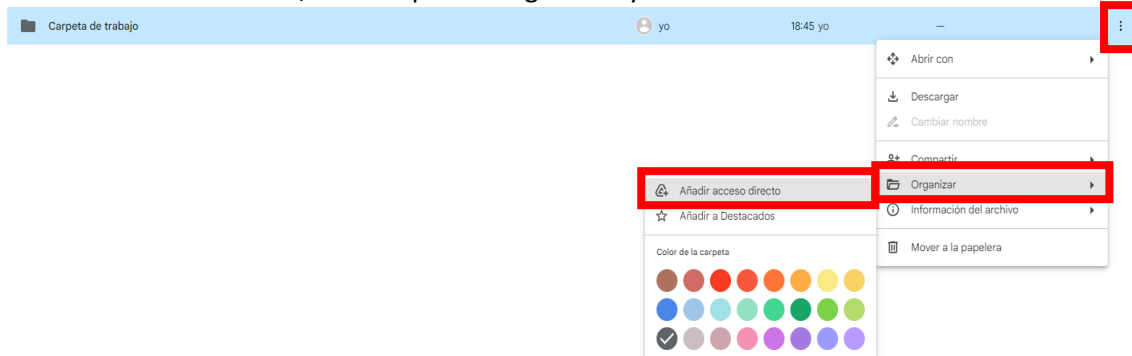 Carpeta de trabajo yo 18:45 yo —
Abrir con
Descargar
Cambiar nombre
Compartir
Organizar
Añadir acceso directo
Información del archivo
Añadir a Destacados
Mover a la papelera
Color de la carpeta